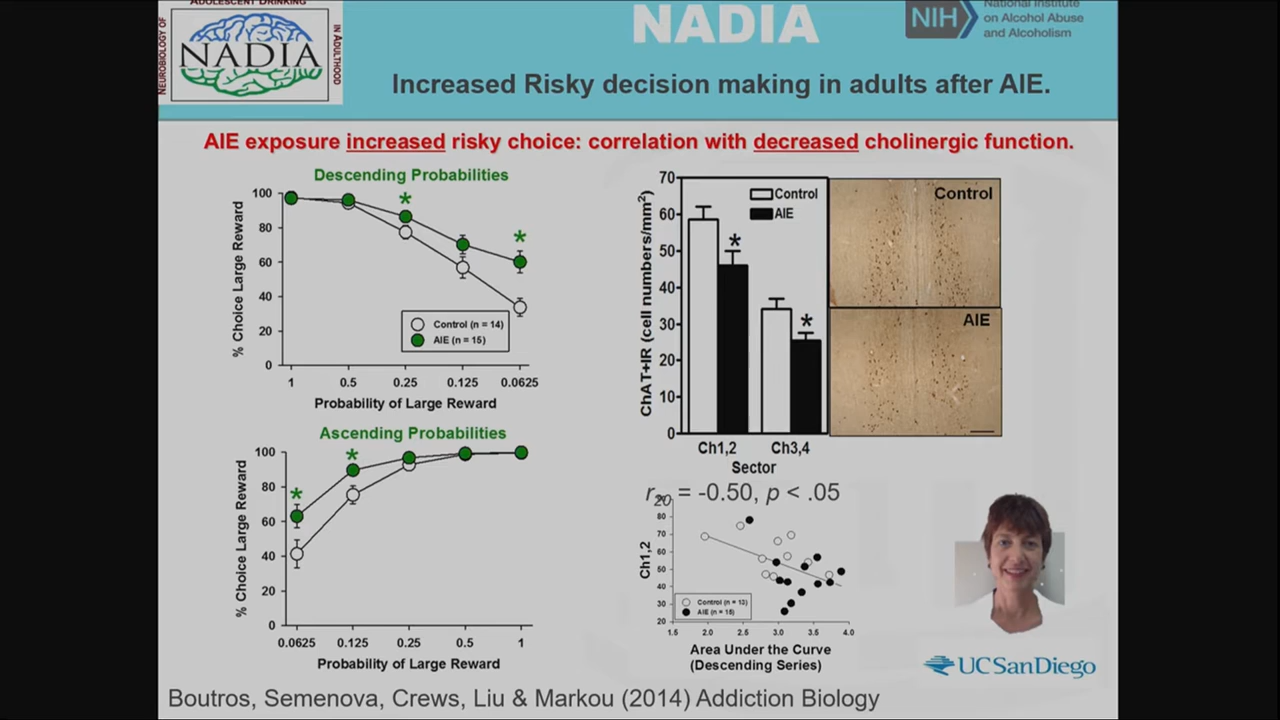 ADOLESCENT DRINKING
NEUROBIOLOGY OF
NADIA
IN ADULTHOOD
NADIA
NIH
National Institute
on Alcohol Abuse
and Alcoholism
Increased Risky decision making in adults after AIE.
AIE exposure increased risky choice: correlation with decreased cholinergic function.
Descending Probabilities
% Choice Large Reward
100
80
60
40
20
0
*
*
Control (n = 14)
AIE (n = 15)
1 0.5 0.25 0.125 0.0625
Probability of Large Reward
Ascending Probabilities
% Choice Large Reward
100
80
60
40
20
0
*
*
0.0625 0.125 0.25 0.5 1
Probability of Large Reward
ChAT+IR (cell numbers/mm²)
70
60
50
40
30
20
10
0
Control
AIE
*
*
Ch1,2 Ch3,4
Sector
Control
AIE
= -0.50, p < .05
Ch1,2
80
70
60
50
40
30
20
Control (n = 13)
AIE (n = 15)
1.5 2.0 2.5 3.0 3.5 4.0
Area Under the Curve
(Descending Series)
UC San Diego
Boutros, Semenova, Crews, Liu & Markou (2014) Addiction Biology